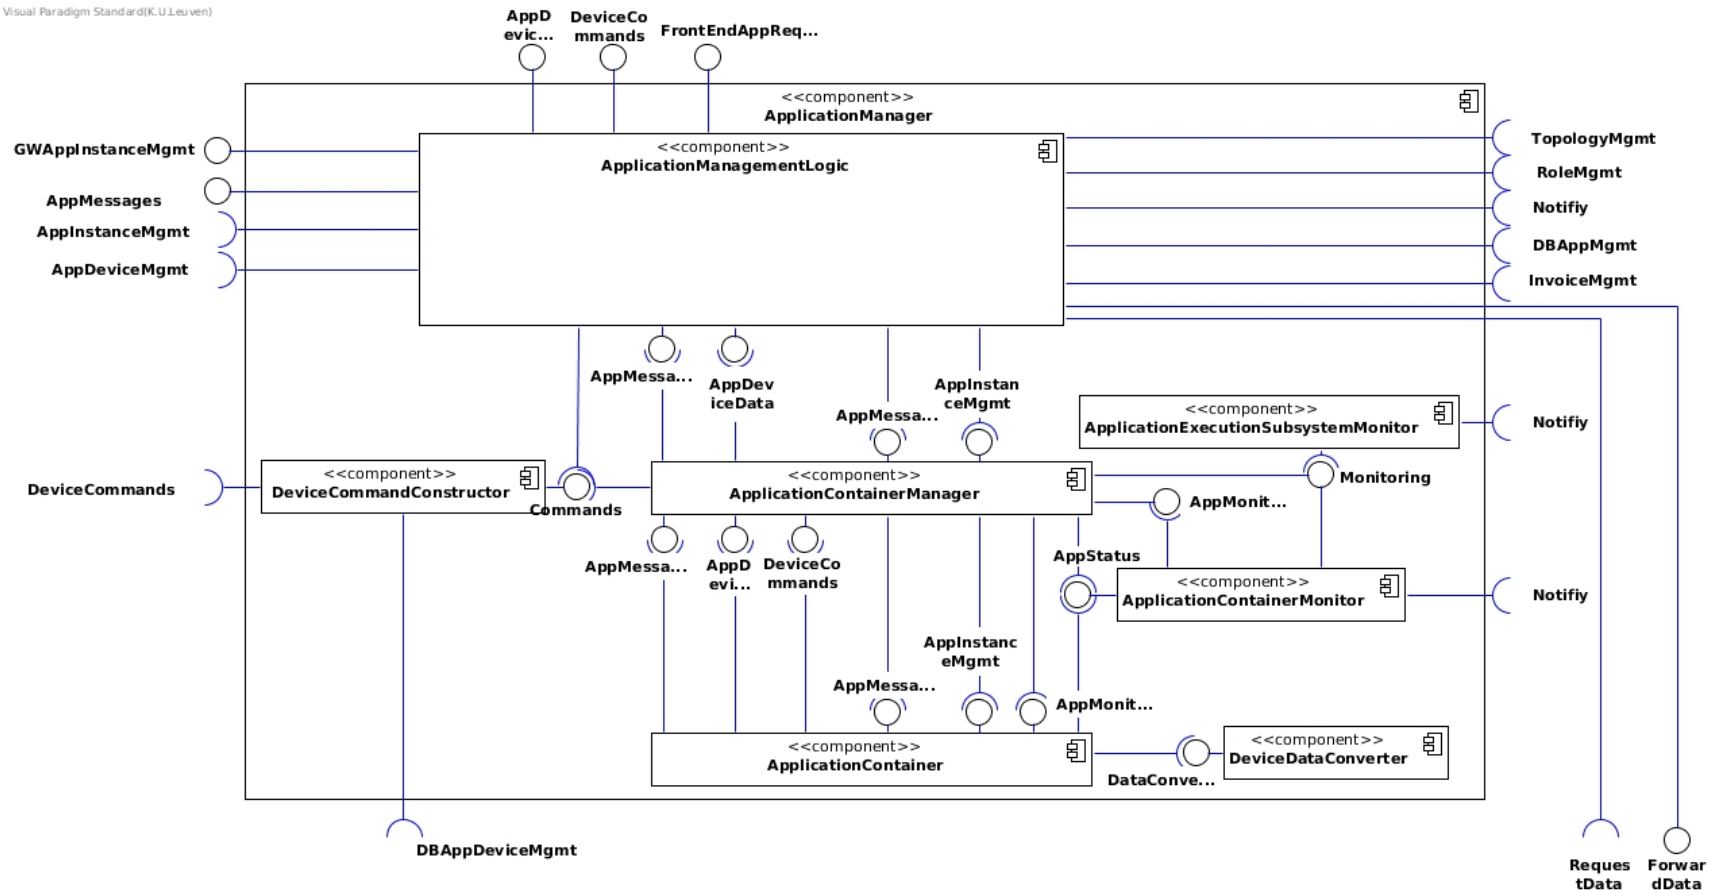 Visual Paradigm Standard(K.U.Leuven)
AppD
evic...
DeviceCo
mmands
FrontEndAppReq...
<<component>>
ApplicationManager
<<component>>
ApplicationManagementLogic
GWAppInstanceMgmt
AppMessages
AppInstanceMgmt
AppDeviceMgmt
TopologyMgmt
RoleMgmt
Notifiy
DBAppMgmt
InvoiceMgmt
AppMessa...
AppDev
iceData
AppMessa...
AppInstan
ceMgmt
<<component>>
ApplicationExecutionSubsystemMonitor
Notifiy
DeviceCommands
<<component>>
DeviceCommandConstructor
Commands
<<component>>
ApplicationContainerManager
Monitoring
AppMonit...
AppMessa...
AppD
evi...
DeviceCo
mmands
AppStatus
<<component>>
ApplicationContainerMonitor
Notifiy
AppMessa...
AppInstanc
eMgmt
AppMonit...
<<component>>
ApplicationContainer
DataConve...
<<component>>
DeviceDataConverter
DBAppDeviceMgmt
Reques
tData
Forwar
dData